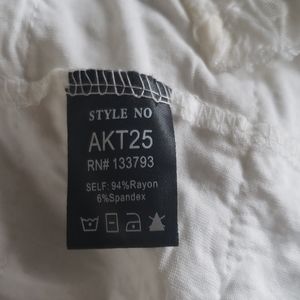 STYLE NO
AKT25
RN# 133793
SELF: 94%Rayon
6%Spandex